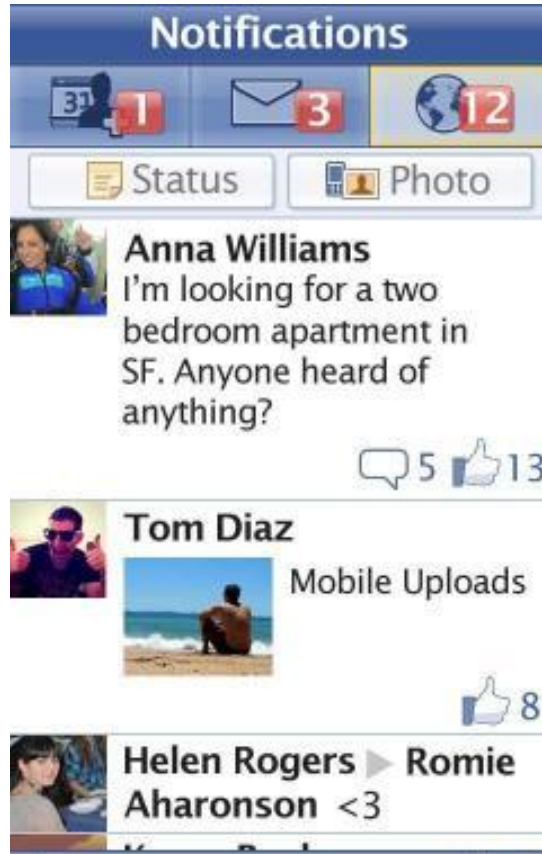 Notifications
31 1 3 12
Status Photo
Anna Williams
I'm looking for a two
bedroom apartment in
SF. Anyone heard of
anything?
5 13
Tom Diaz
Mobile Uploads
8
Helen Rogers Romie
Aharonson <3